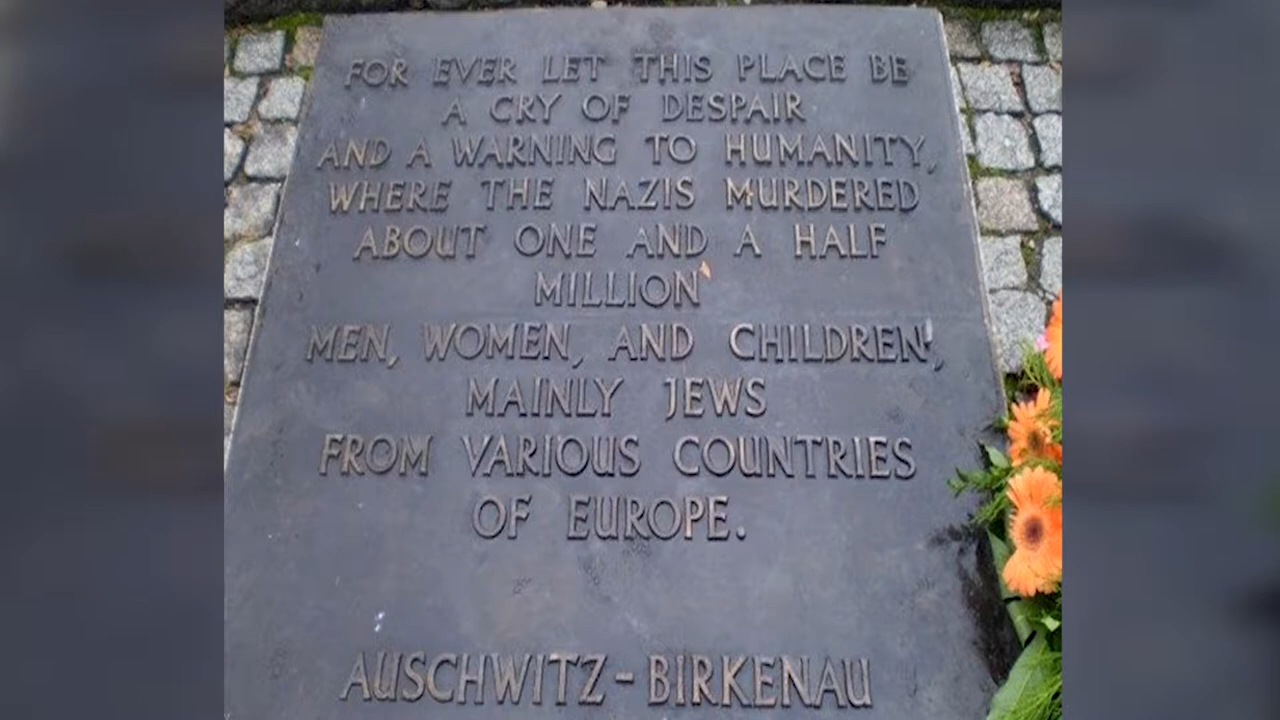 FOR EVER LET THIS PLACE BE
A CRY OF DESPAIR
AND A WARNING TO HUMANITY,
WHERE THE NAZIS MURDERED
ABOUT ONE AND A HALF
MILLION
MEN, WOMEN, AND CHILDREN,
MAINLY JEWS
FROM VARIOUS COUNTRIES
OF EUROPE.
AUSCHWITZ-BIRKENAU